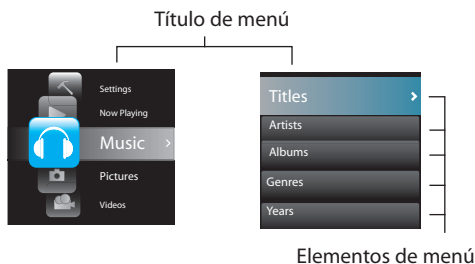 Título de menú
Settings
Now Playing
Music >
Pictures
Videos
Titles >
Artists
Albums
Genres
Years
Elementos de menú